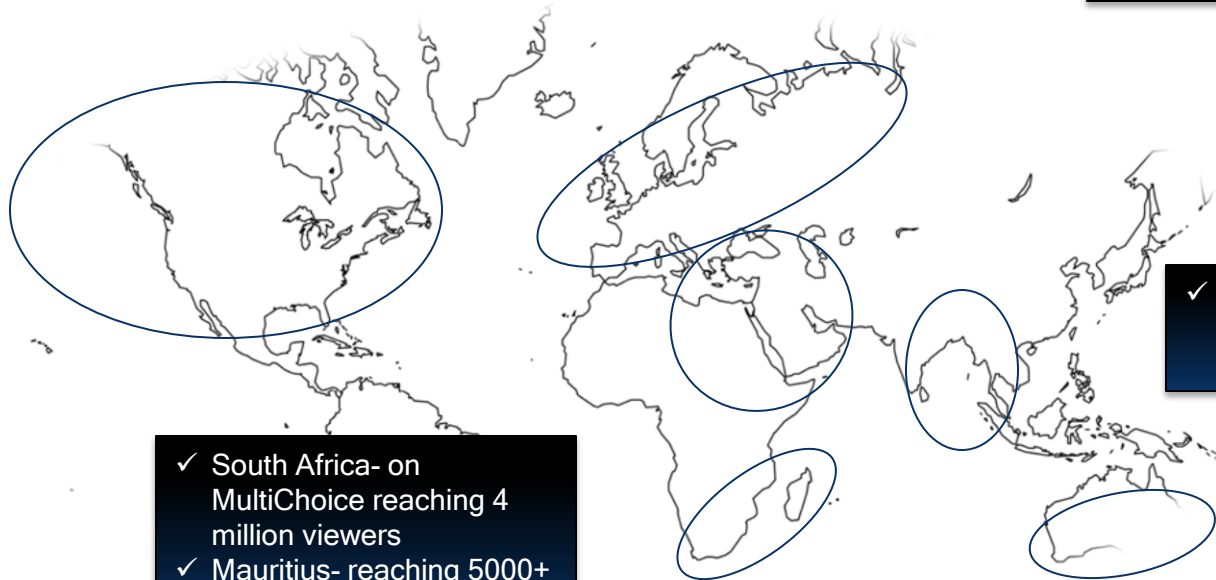 ✓
✓ South Africa- on
MultiChoice reaching 4
million viewers
✓ Mauritius- reaching 5000+